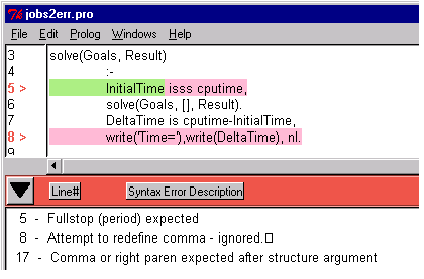 jobs2err.pro
File Edit Prolog Windows Help
3 solve(Goals, Result)
4 :-
5 > InitialTime isss cputime,
6 solve(Goals, [], Result).
7 DeltaTime is cputime-InitialTime,
8 > write('Time='),write(DeltaTime), nl.
9
Line# Syntax Error Description
5 - Fullstop (period) expected
8 - Attempt to redefine comma - ignored.□
17 - Comma or right paren expected after structure argument